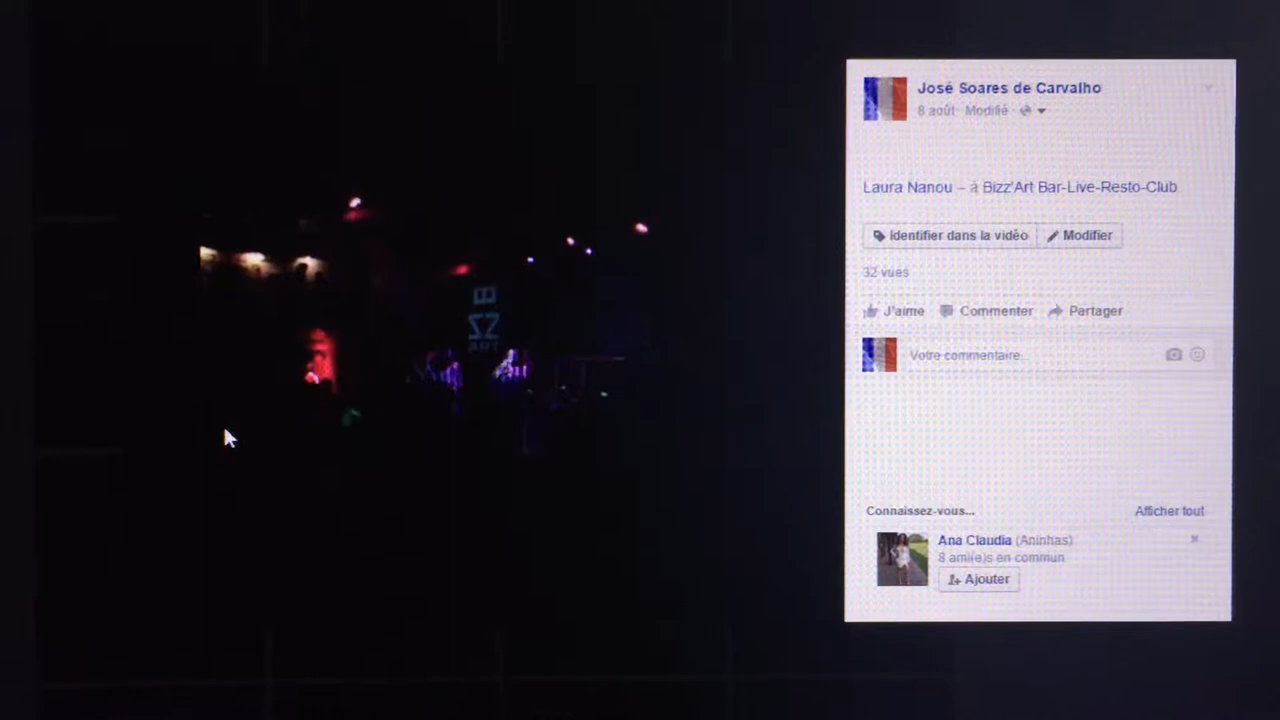 José Soares de Carvalho
8 août · Modifié ·
Laura Nanou – à Bizz'Art Bar-Live-Resto-Club
Identifier dans la vidéo Modifier
32 vues
J'aime Commenter Partager
Votre commentaire...
Connaissez-vous... Afficher tout
Ana Claudia (Aninhas)
8 ami(e)s en commun
Ajouter